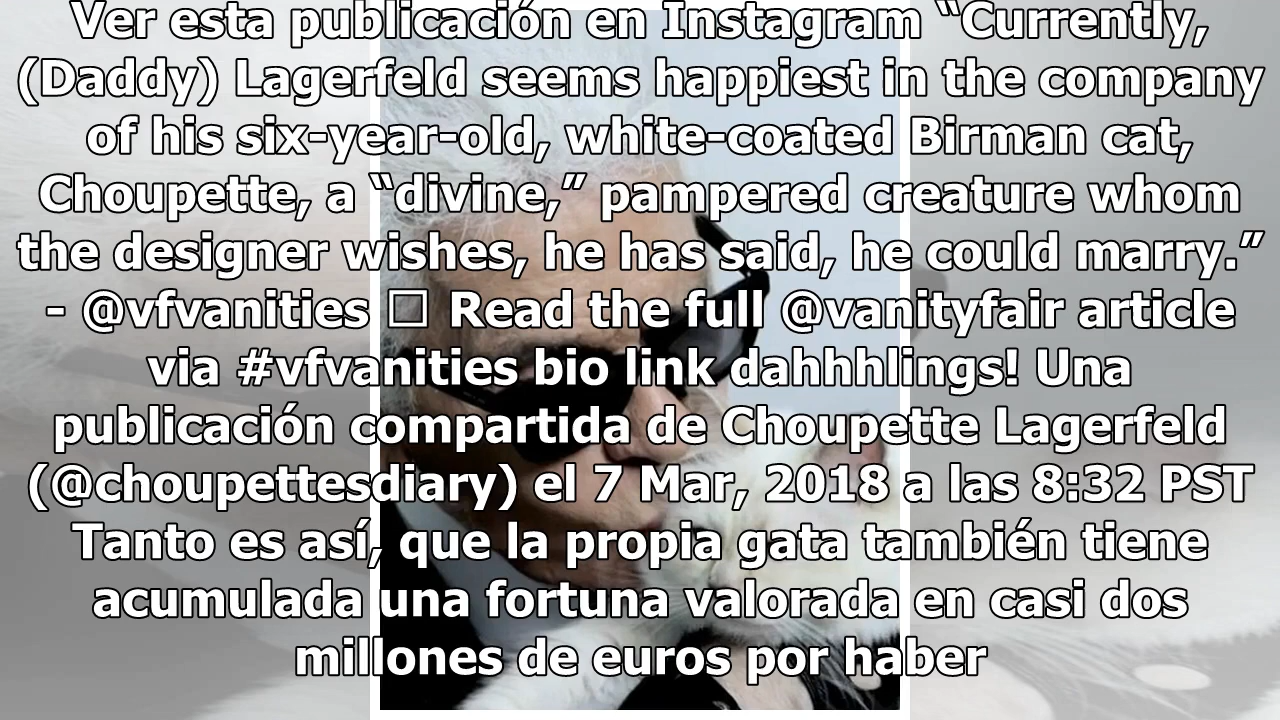 Ver esta publicación en Instagram “Currently,
(Daddy) Lagerfeld seems happiest in the company
of his six-year-old, white-coated Birman cat,
Choupette, a “divine,” pampered creature whom
the designer wishes, he has said, he could marry.”
- @vfvanities □ Read the full @vanityfair article
via #vfvanities bio link dahhhlings! Una
publicación compartida de Choupette Lagerfeld
(@choupettesdiary) el 7 Mar, 2018 a las 8:32 PST
Tanto es así, que la propia gata también tiene
acumulada una fortuna valorada en casi dos
millones de euros por haber